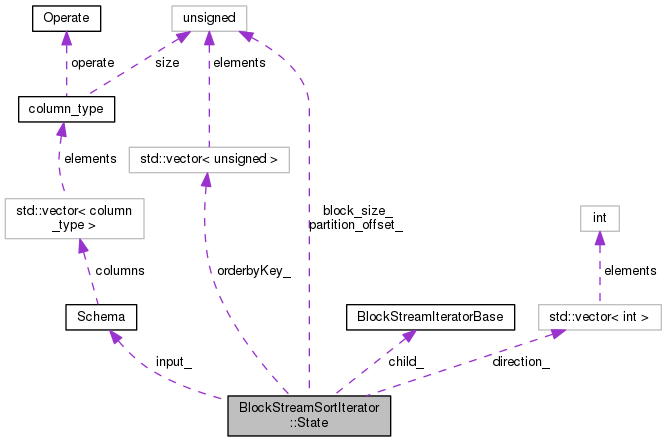 Operate
unsigned
operate
size
elements
column_type
std::vector< unsigned >
elements
std::vector< column
_type >
block_size_
partition_offset_
int
columns
orderbyKey_
elements
Schema
BlockStreamIteratorBase
std::vector< int >
input_
child_
direction_
BlockStreamSortIterator
::State